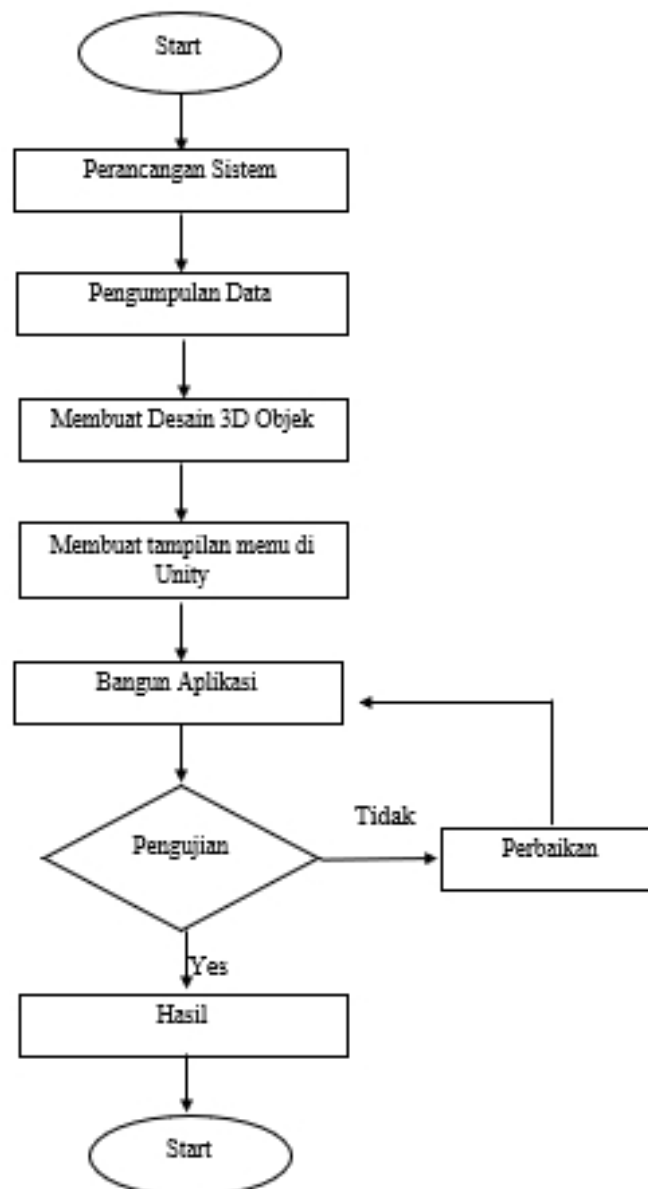 Start
Perancangan Sistem
Pengumpulan Data
Membuat Desain 3D Objek
Membuat tampilan menu di
Unity
Bangun Aplikasi
Tidak
Pengujian
Perbaikan
Yes
Hasil
Start